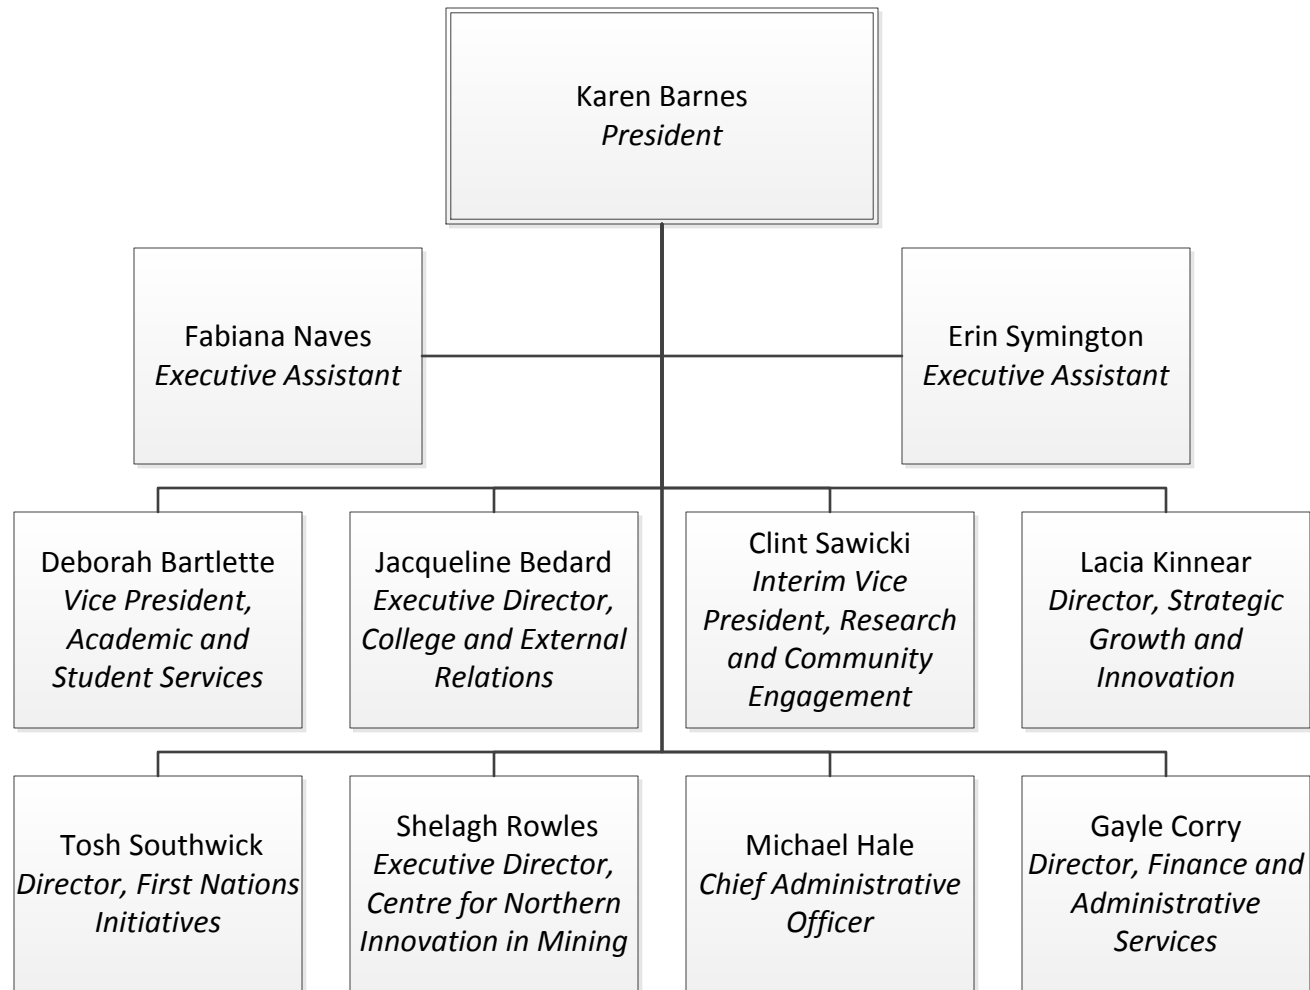 Karen Barnes
President
Fabiana Naves
Executive Assistant
Erin Symington
Executive Assistant
Deborah Bartlette
Vice President,
Academic and
Student Services
Jacqueline Bedard
Executive Director,
College and External
Relations
Clint Sawicki
Interim Vice
President, Research
and Community
Engagement
Lacia Kinnear
Director, Strategic
Growth and
Innovation
Tosh Southwick
Director, First Nations
Initiatives
Shelagh Rowles
Executive Director,
Centre for Northern
Innovation in Mining
Michael Hale
Chief Administrative
Officer
Gayle Corry
Director, Finance and
Administrative
Services